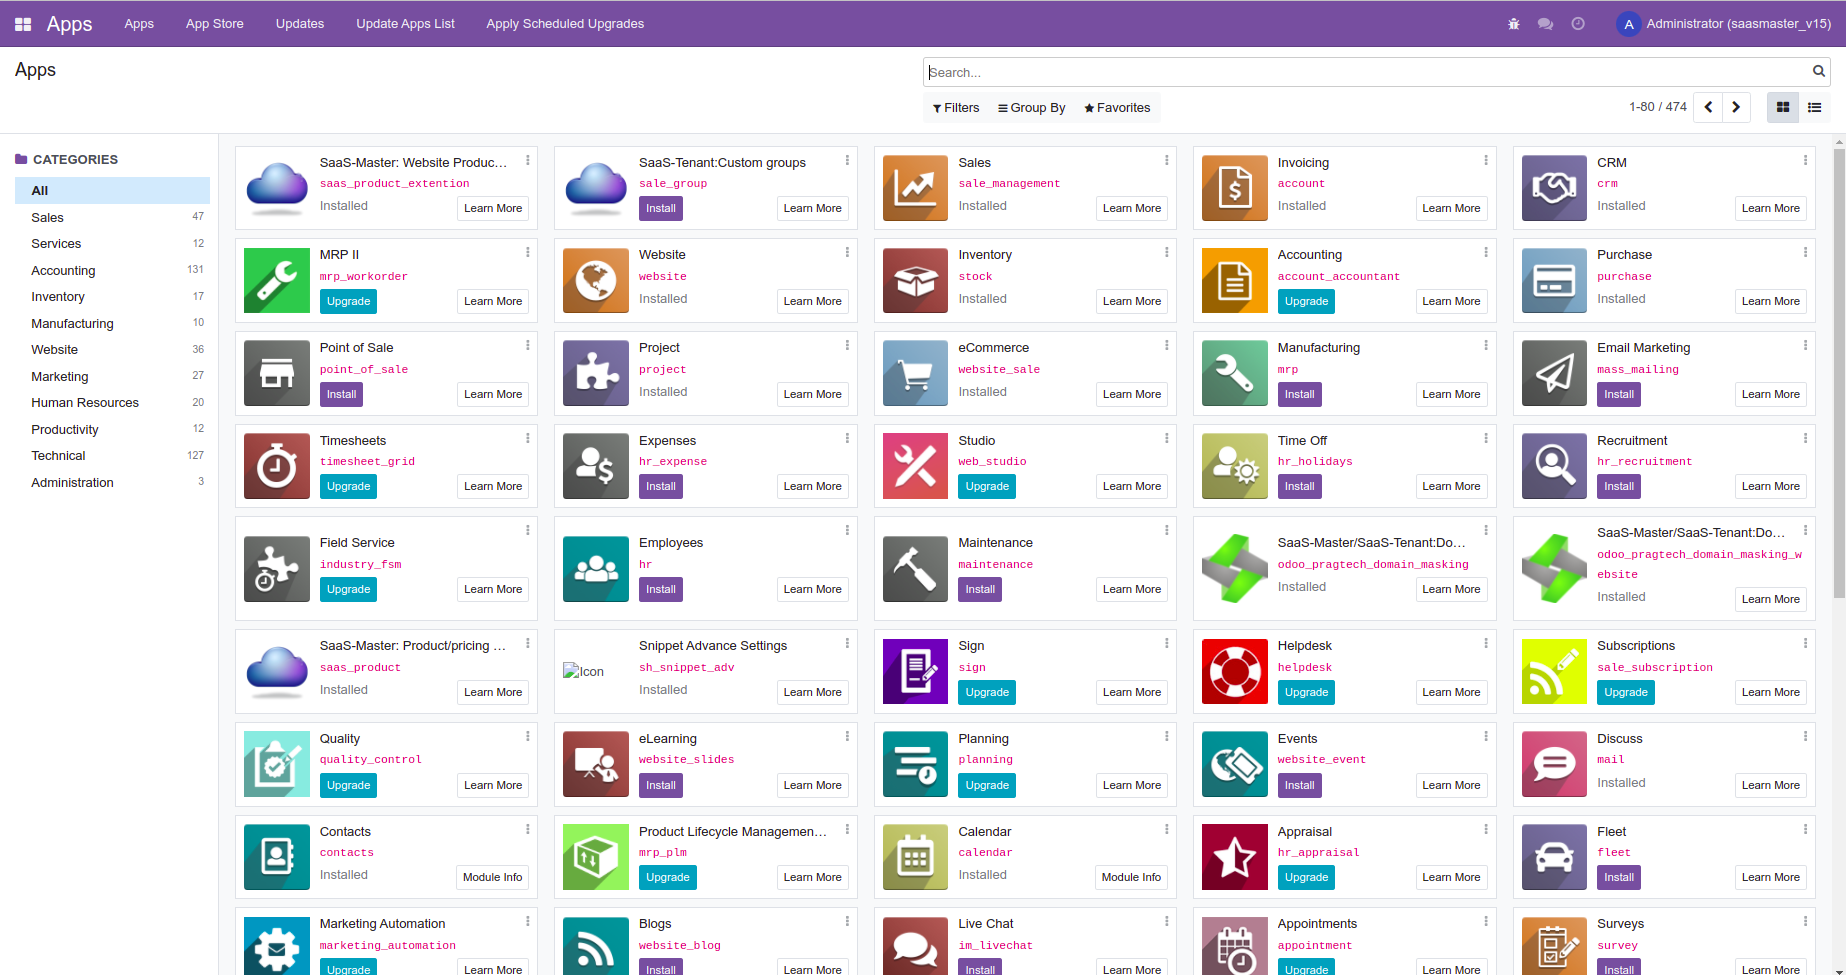 Apps
Apps
App Store
Updates
Update Apps List
Apply Scheduled Upgrades
A
Administrator (saasmaster_v15)
Apps
Search...
Filters
Group By
Favorites
1-80 / 474
CATEGORIES
All
Sales 47
Services 12
Accounting 131
Inventory 17
Manufacturing 10
Website 36
Marketing 27
Human Resources 20
Productivity 12
Technical 127
Administration 3
SaaS-Master: Website Produc...
saas_product_extention
Installed
Learn More
SaaS-Tenant:Custom groups
sale_group
Install
Learn More
Sales
sale_management
Installed
Learn More
Invoicing
account
Installed
Learn More
CRM
crm
Installed
Learn More
MRP II
mrp_workorder
Upgrade
Learn More
Website
website
Installed
Learn More
Inventory
stock
Installed
Learn More
Accounting
account_accountant
Upgrade
Learn More
Purchase
purchase
Installed
Learn More
Point of Sale
point_of_sale
Install
Learn More
Project
project
Installed
Learn More
eCommerce
website_sale
Installed
Learn More
Manufacturing
mrp
Install
Learn More
Email Marketing
mass_mailing
Install
Learn More
Timesheets
timesheet_grid
Upgrade
Learn More
Expenses
hr_expense
Install
Learn More
Studio
web_studio
Upgrade
Learn More
Time Off
hr_holidays
Install
Learn More
Recruitment
hr_recruitment
Install
Learn More
Field Service
industry_fsm
Upgrade
Learn More
Employees
hr
Install
Learn More
Maintenance
maintenance
Install
Learn More
SaaS-Master/SaaS-Tenant:Do...
odoo_pragtech_domain_masking
Installed
Learn More
SaaS-Master/SaaS-Tenant:Do...
odoo_pragtech_domain_masking_w
ebsite
Installed
Learn More
SaaS-Master: Product/pricing ...
saas_product
Installed
Learn More
Icon
Snippet Advance Settings
sh_snippet_adv
Installed
Learn More
Sign
sign
Upgrade
Learn More
Helpdesk
helpdesk
Upgrade
Learn More
Subscriptions
sale_subscription
Upgrade
Learn More
Quality
quality_control
Upgrade
Learn More
eLearning
website_slides
Install
Learn More
Planning
planning
Upgrade
Learn More
Events
website_event
Install
Learn More
Discuss
mail
Installed
Learn More
Contacts
contacts
Installed
Module Info
Product Lifecycle Managemen...
mrp_plm
Upgrade
Learn More
Calendar
calendar
Installed
Module Info
Appraisal
hr_appraisal
Upgrade
Learn More
Fleet
fleet
Install
Learn More
Marketing Automation
marketing_automation
Upgrade
Learn More
Blogs
website_blog
Install
Learn More
Live Chat
im_livechat
Install
Learn More
Appointments
appointment
Upgrade
Learn More
Surveys
survey
Install
Learn More